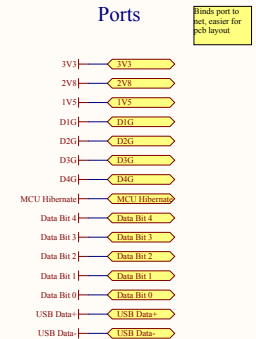 Ports
Binds port to
net, easier for
pcb layout
3V3 3V3
2V8 2V8
1V5 1V5
D1G D1G
D2G D2G
D3G D3G
D4G D4G
MCU Hibernate MCU Hibernate
Data Bit 4 Data Bit 4
Data Bit 3 Data Bit 3
Data Bit 2 Data Bit 2
Data Bit 1 Data Bit 1
Data Bit 0 Data Bit 0
USB Data+ USB Data+
USB Data- USB Data-